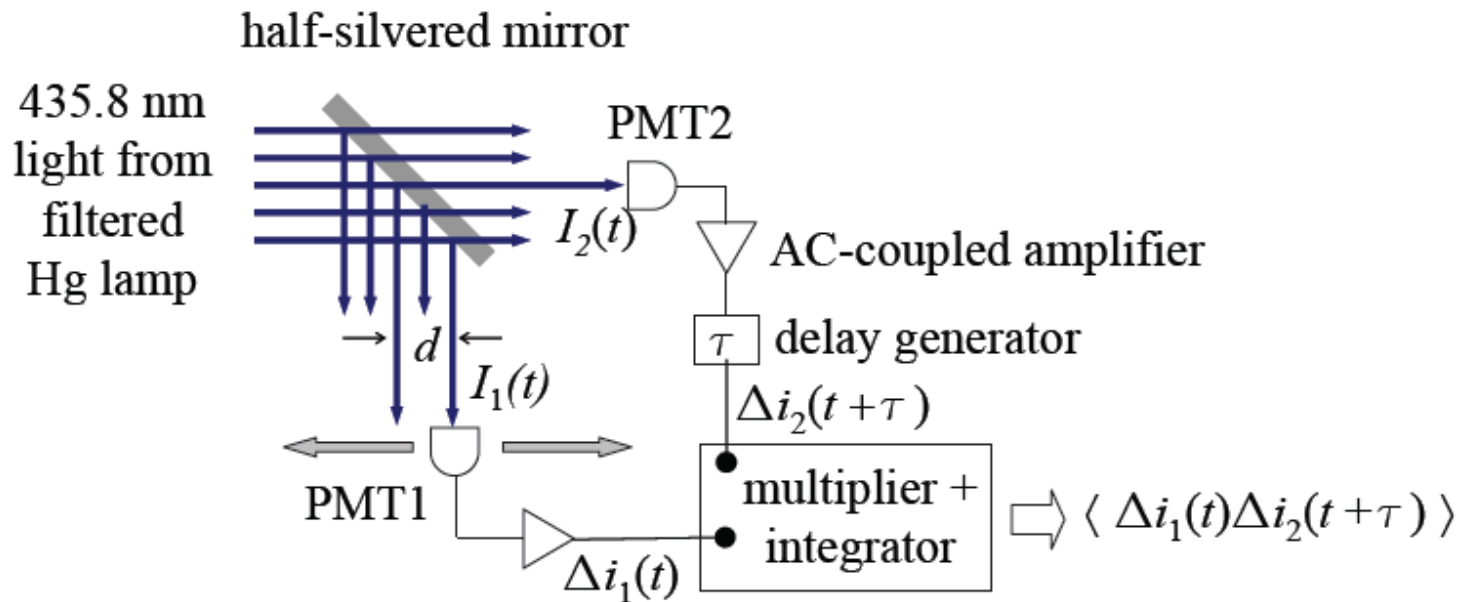 half-silvered mirror
435.8 nm
light from
filtered
Hg lamp
PMT2
I₂(t)
AC-coupled amplifier
τ
delay generator
d
I₁(t)
Δi₂(t+τ)
PMT1
multiplier +
integrator
⟨ Δi₁(t)Δi₂(t+τ) ⟩
Δi₁(t)